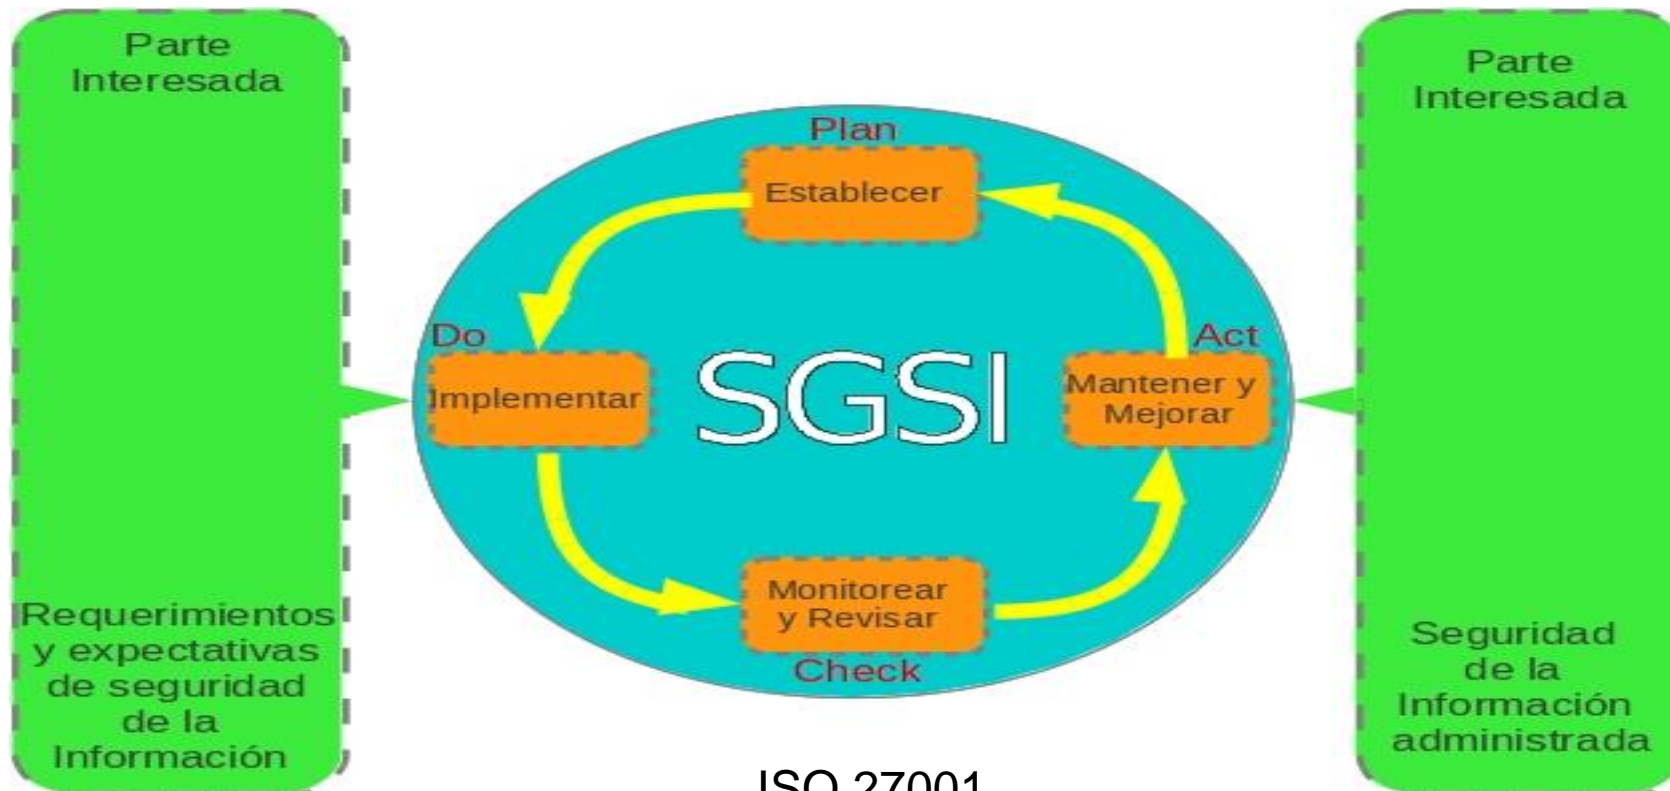 Parte
Interesada
Requerimientos
y expectativas
de seguridad
de la
Información
Plan
Establecer
Do
Implementar
SGSI
Act
Mantener y
Mejorar
Monitorear
y Revisar
Check
Parte
Interesada
Seguridad
de la
Información
administrada
ISO 27001